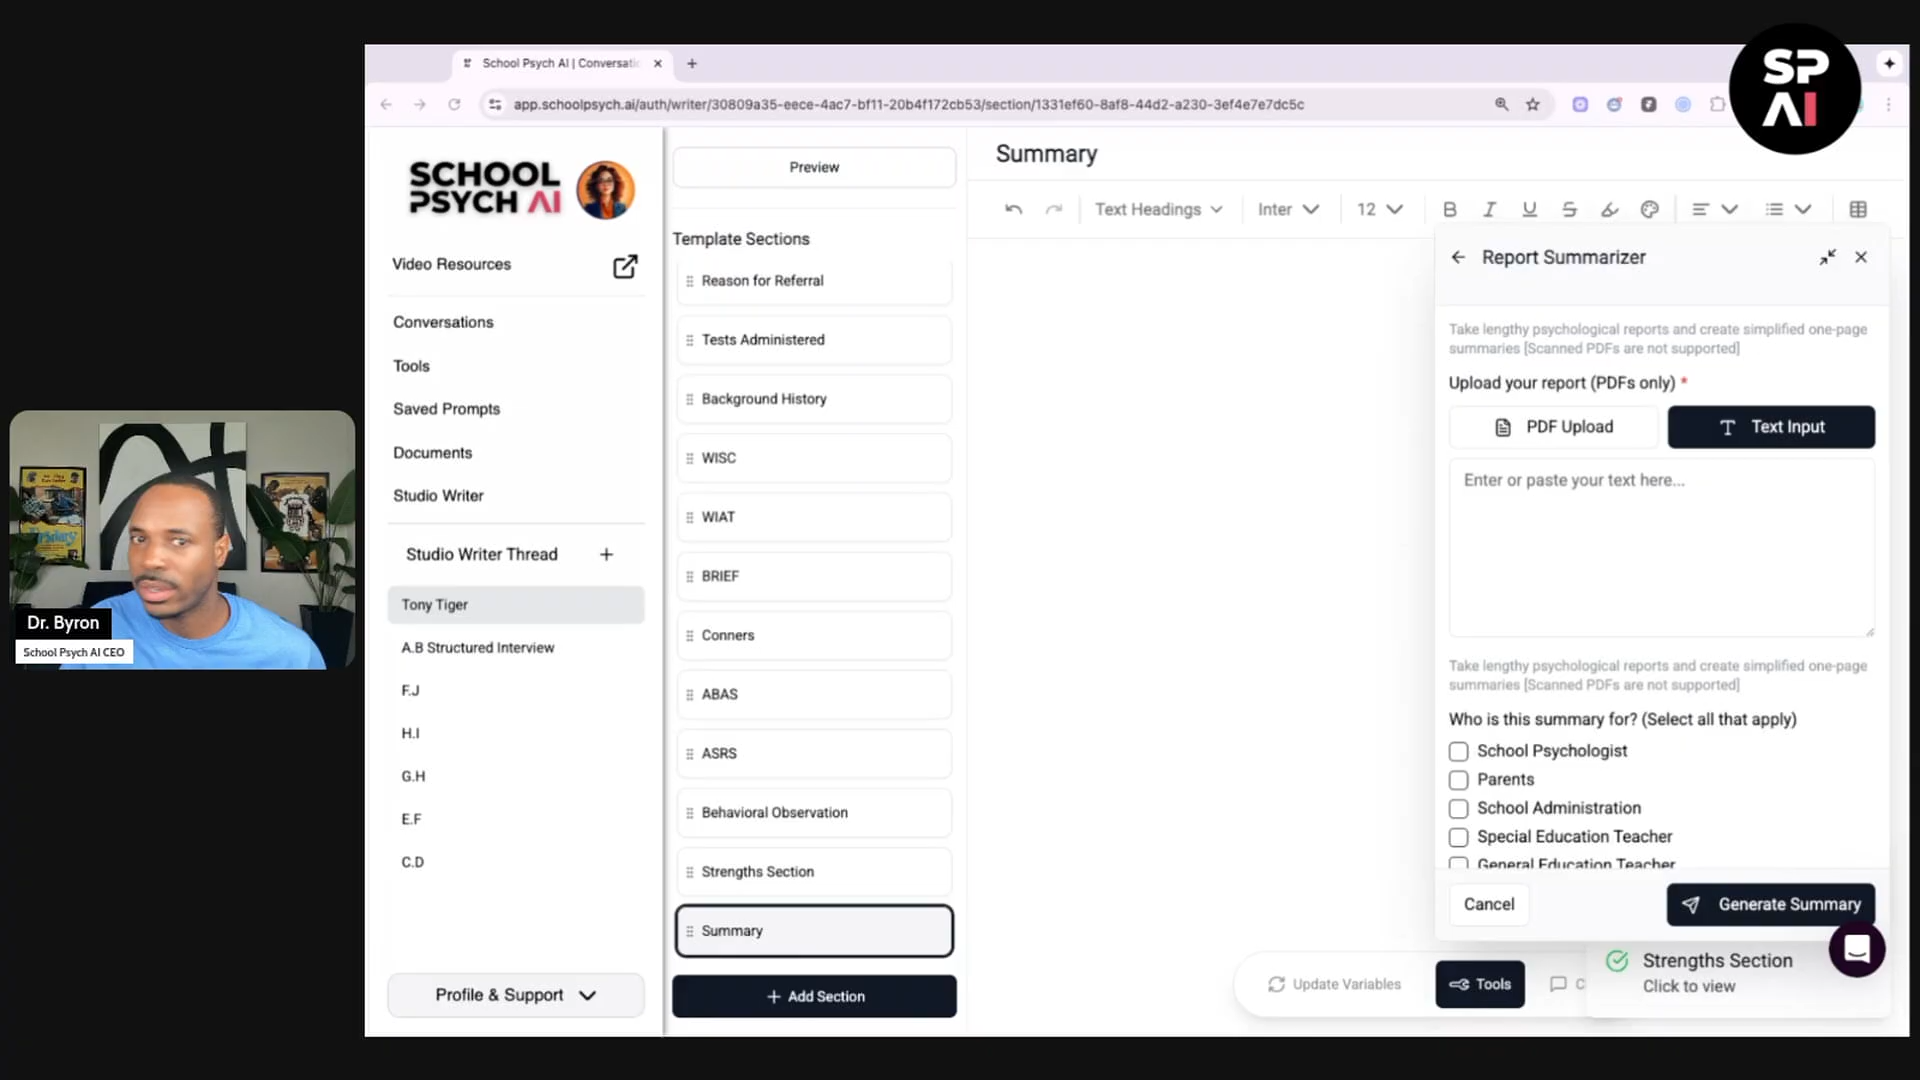 School Psych AI | Conversati
app.schoolpsych.ai/auth/writer/30809a35-eece-4ac7-bf11-20b4f172cb53/section/1331ef60-8af8-44d2-a230-3ef4e7e7dc5c
SP
AI
SCHOOL
PSYCH AI
Video Resources
Conversations
Tools
Saved Prompts
Documents
Studio Writer
Studio Writer Thread
Tony Tiger
A.B Structured Interview
F.J
H.I
G.H
E.F
C.D
Profile & Support
Preview
Template Sections
Reason for Referral
Tests Administered
Background History
WISC
WIAT
BRIEF
Conners
ABAS
ASRS
Behavioral Observation
Strengths Section
Summary
+ Add Section
Summary
Text Headings
Inter
12
Report Summarizer
Take lengthy psychological reports and create simplified one-page
summaries [Scanned PDFs are not supported]
Upload your report (PDFs only) *
PDF Upload
Text Input
Enter or paste your text here...
Take lengthy psychological reports and create simplified one-page
summaries [Scanned PDFs are not supported]
Who is this summary for? (Select all that apply)
School Psychologist
Parents
School Administration
Special Education Teacher
General Education Teacher
Cancel
Generate Summary
Update Variables
Tools
C
Strengths Section
Click to view
Friday
Dr. Byron
School Psych AI CEO